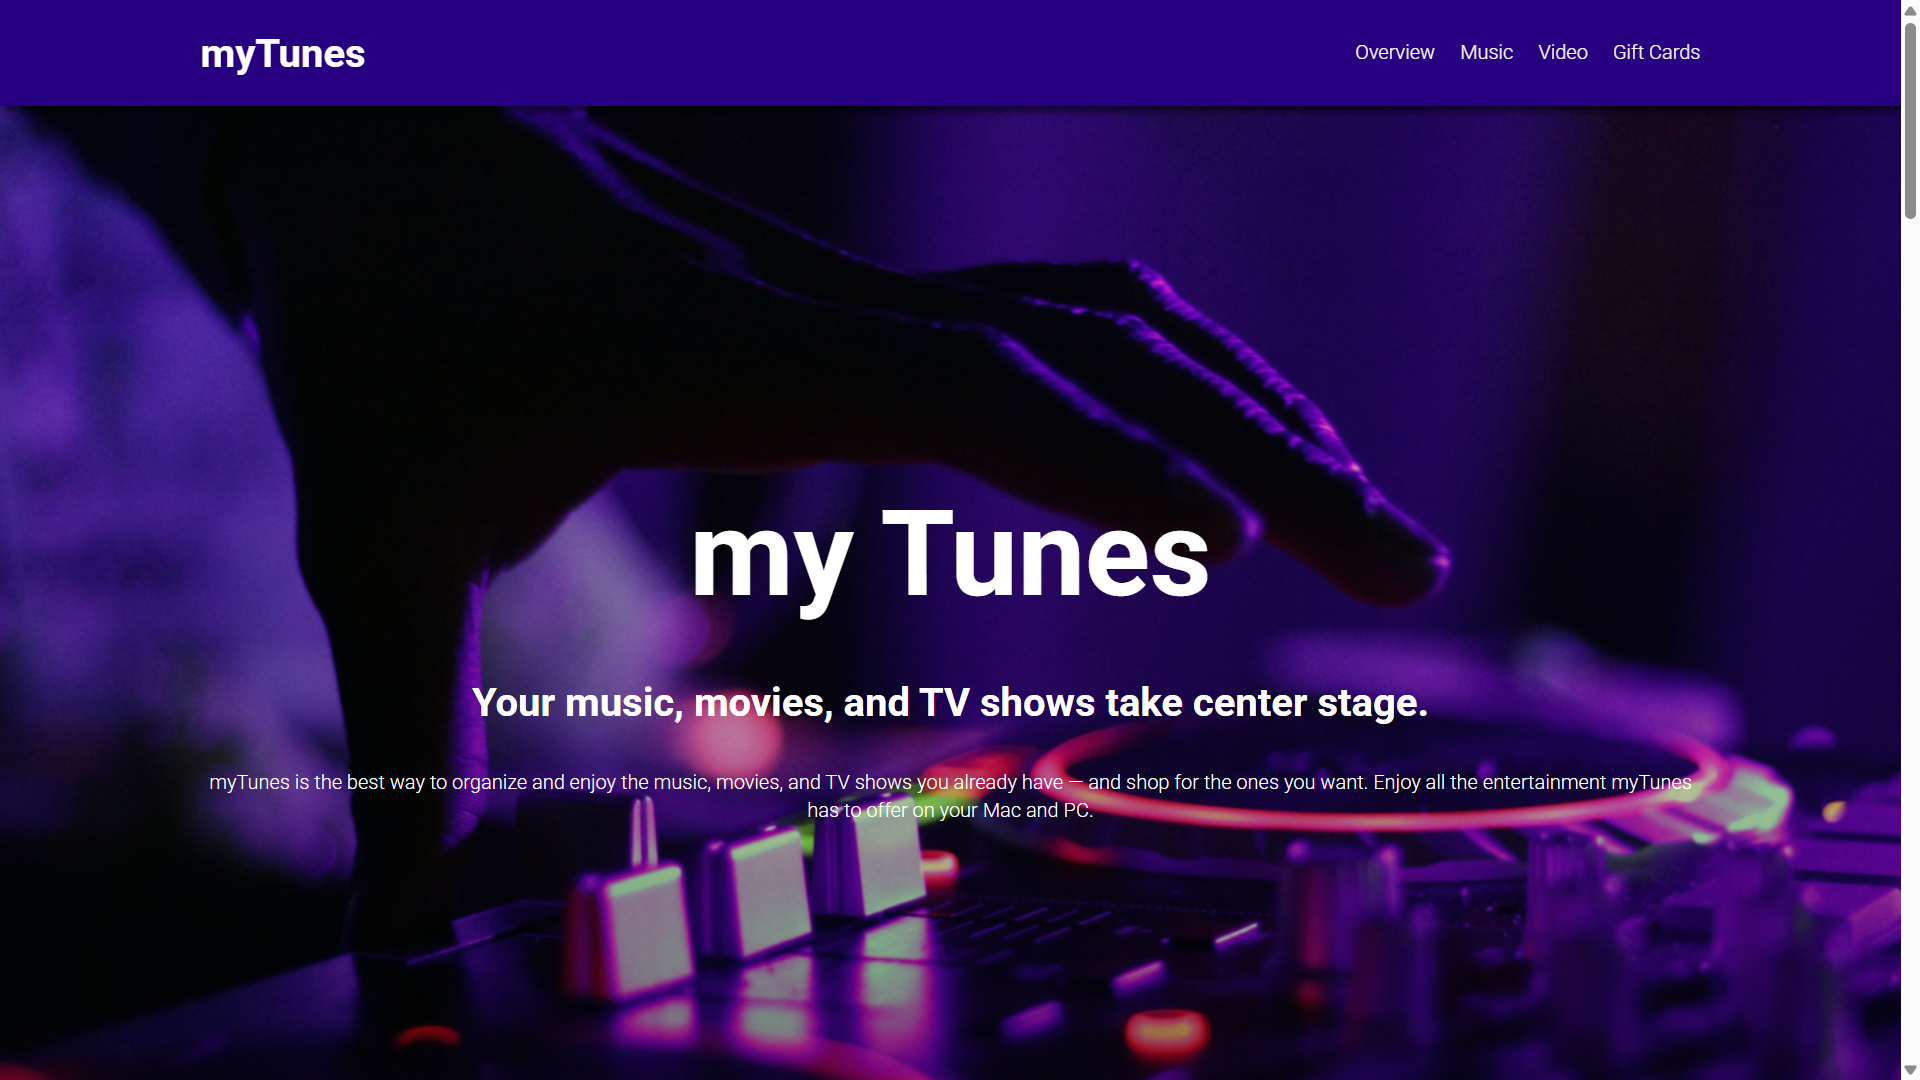 myTunes
Overview Music Video Gift Cards
my Tunes
Your music, movies, and TV shows take center stage.
myTunes is the best way to organize and enjoy the music, movies, and TV shows you already have — and shop for the ones you want. Enjoy all the entertainment myTunes
has to offer on your Mac and PC.